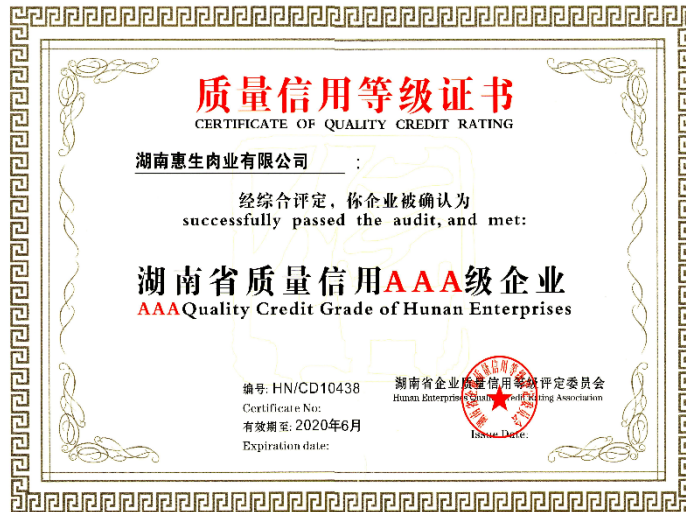 质量信用等级证书
CERTIFICATE OF QUALITY CREDIT RATING
湖南惠生肉业有限公司 :
经综合评定，你企业被确认为
successfully passed the audit, and met:
湖南省质量信用AAA级企业
AAAQuality Credit Grade of Hunan Enterprises
编号: HN/CD10438
Certificate No:
有效期至: 2020年6月
Expiration date:
湖南省企业质量信用等级评定委员会
Hunan Enterprises Quality Credit Rating Association
Issue Date: